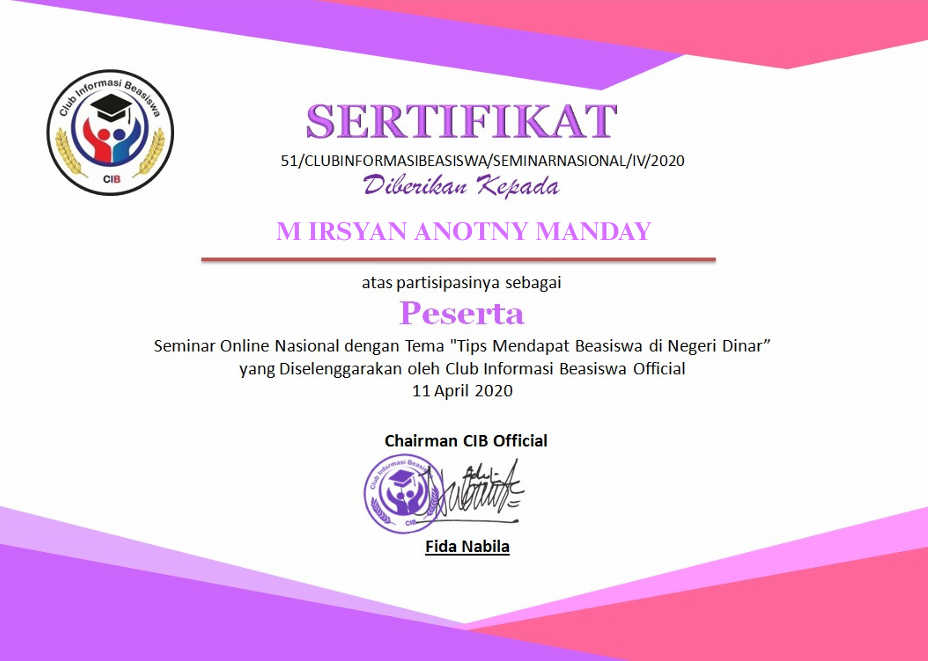 Club Informasi Beasiswa
CIB
SERTIFIKAT
51/CLUBINFORMASIBEASISWA/SEMINARNASIONAL/IV/2020
Diberikan Kepada
M IRSYAN ANOTNY MANDAY
atas partisipasinya sebagai
Peserta
Seminar Online Nasional dengan Tema "Tips Mendapat Beasiswa di Negeri Dinar”
yang Diselenggarakan oleh Club Informasi Beasiswa Official
11 April 2020
Chairman CIB Official
Club Informasi Beasi
CIB
Fida Nabila